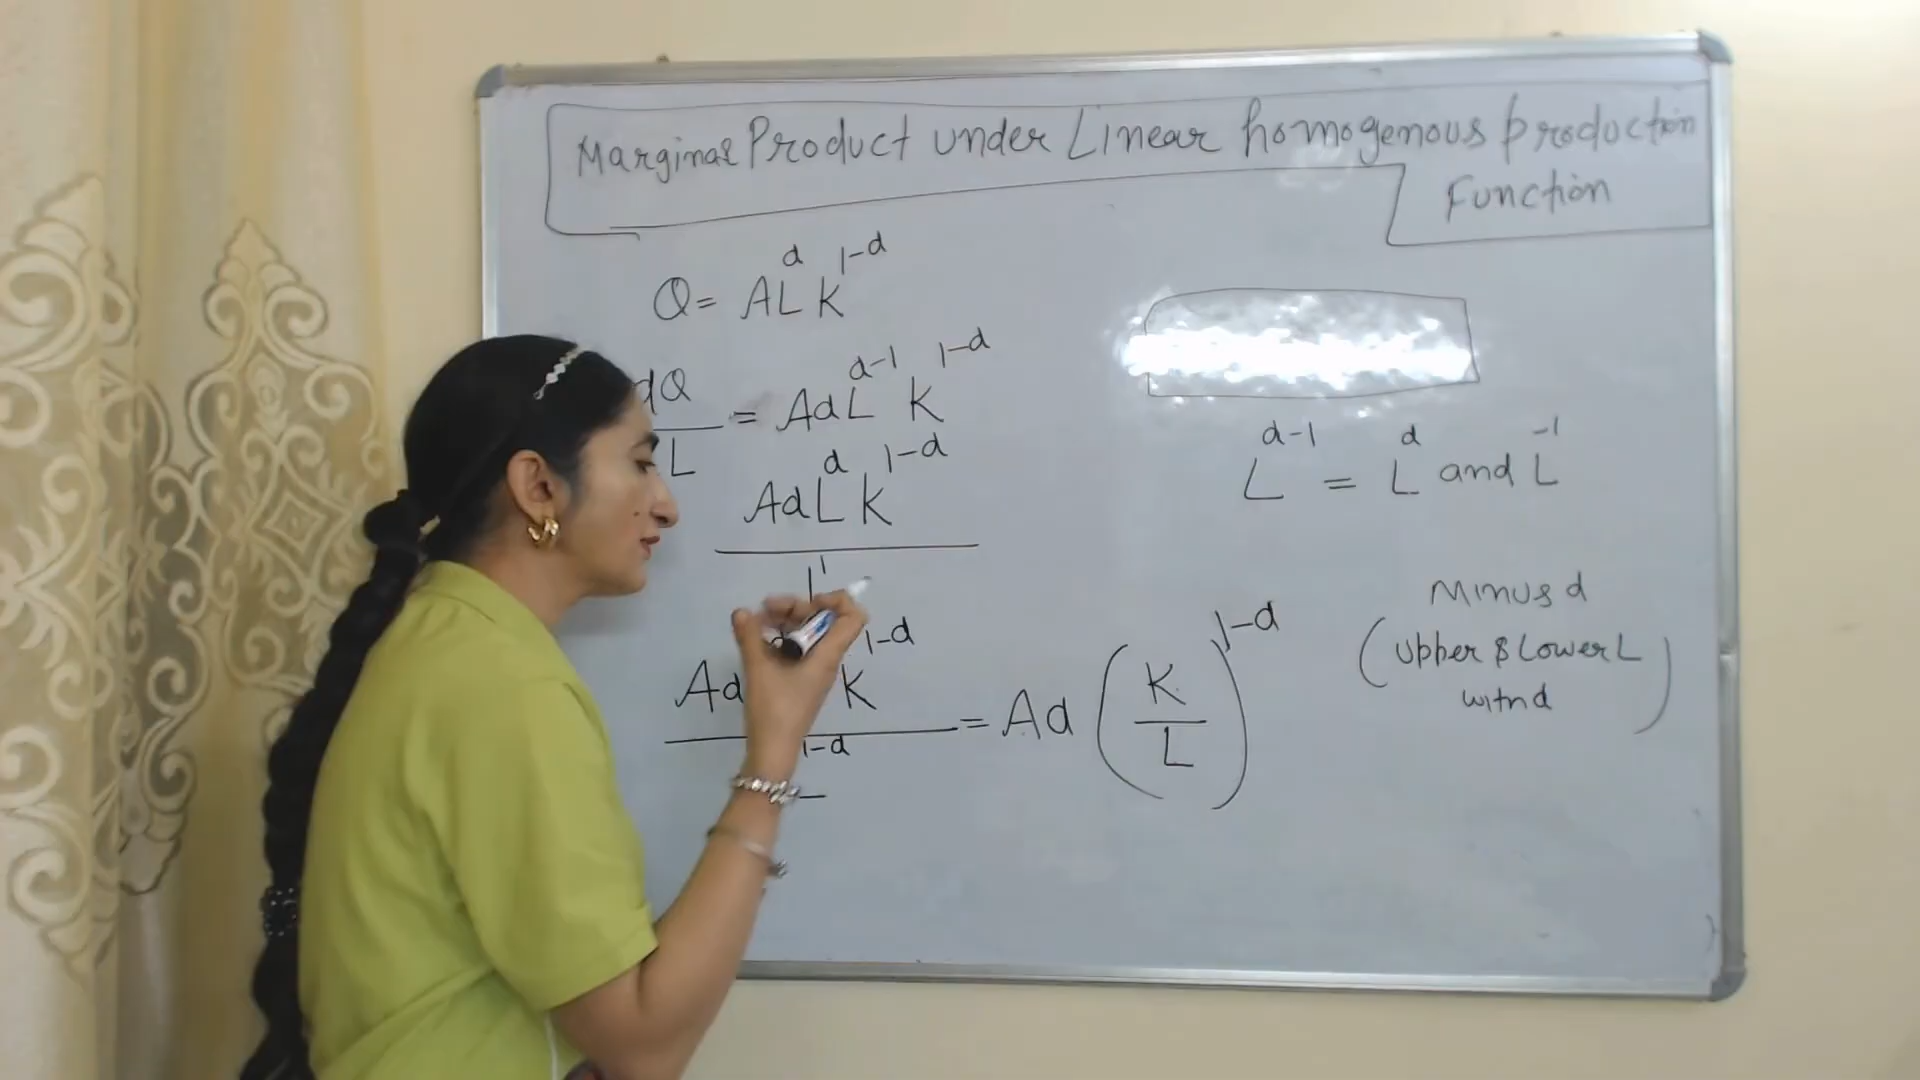 Marginal Product under Linear homogenous production
Function
Q = AL^d K^1-d
dQ
L
= AdL^d-1 K^1-d
AdL^d K^1-d
L^1
Ad K^1-d
1-d
= Ad (K/L)^1-d
L^d-1 = L^d and L^-1
Minus d
(Upper & Lower L
with d)